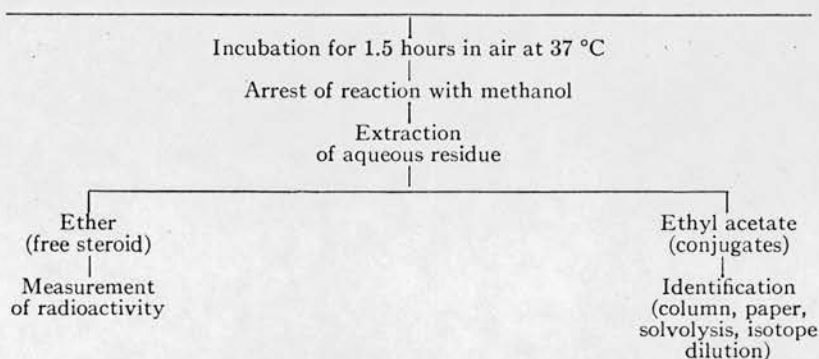 Incubation for 1.5 hours in air at 37 °C
Arrest of reaction with methanol
Extraction
of aqueous residue
Ether
(free steroid)
Measurement
of radioactivity
Ethyl acetate
(conjugates)
Identification
(column, paper,
solvolysis, isotope
dilution)